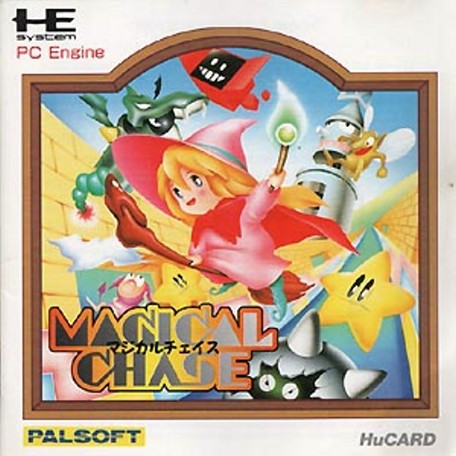 HE
system
PC Engine
MAGICAL
マジカルチェイス
CHASE
PALSOFT
HuCARD